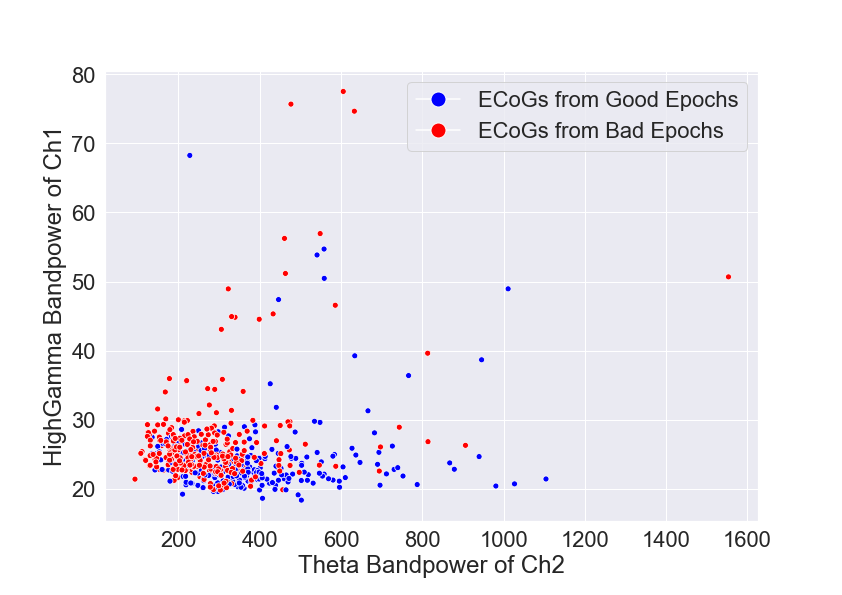 80
70
60
50
40
30
20
HighGamma Bandpower of Ch1
ECoGs from Good Epochs
ECoGs from Bad Epochs
200 400 600 800 1000 1200 1400 1600
Theta Bandpower of Ch2